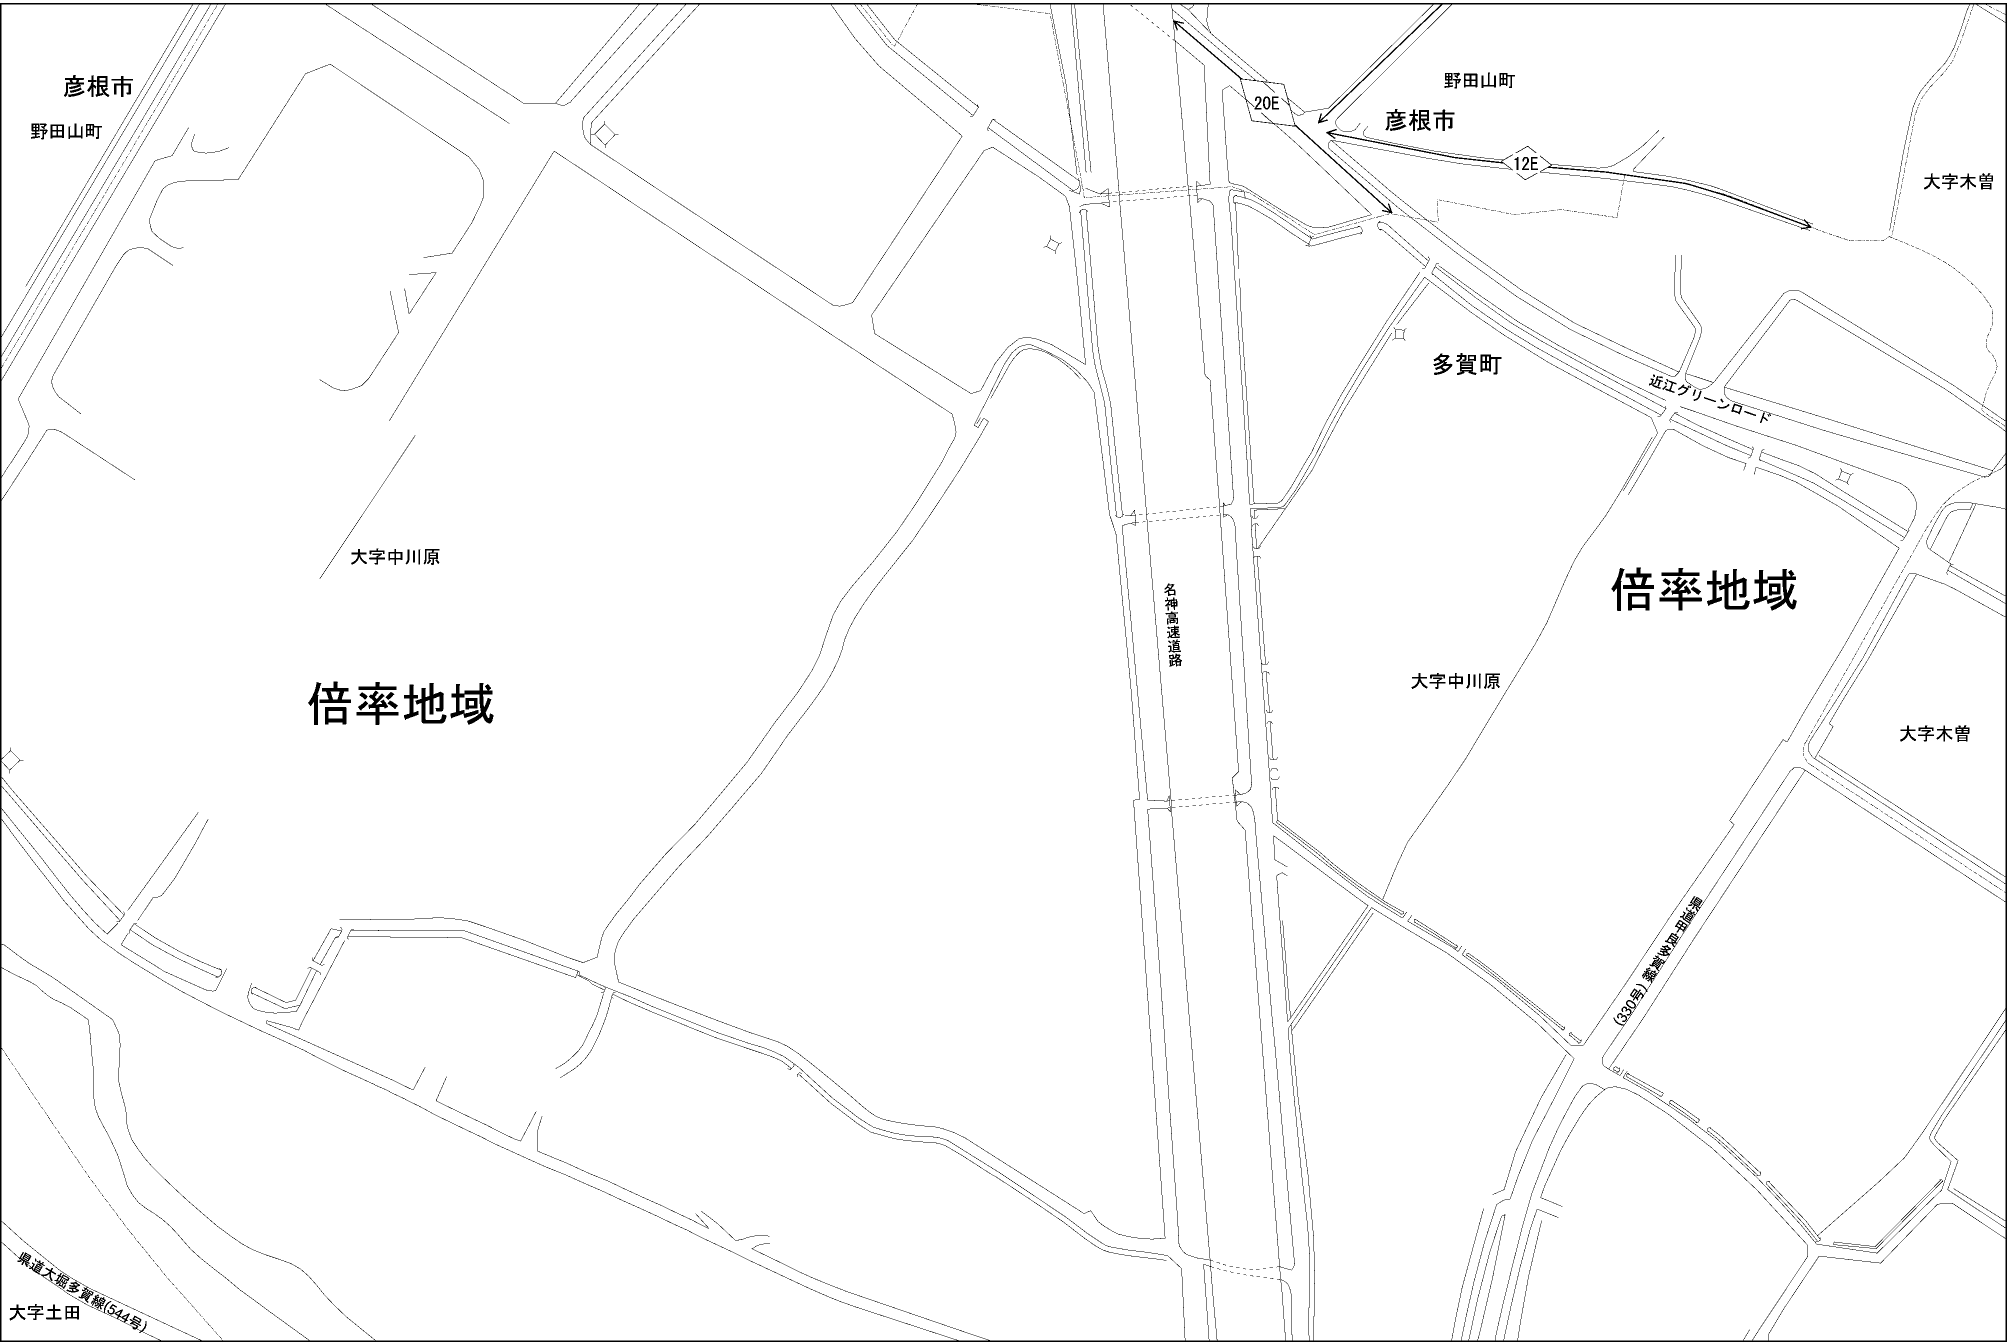 彦根市
野田山町
20E
野田山町
彦根市
12E
大字木曽
多賀町
近江グリーンロード
大字中川原
倍率地域
名神高速道路
大字中川原
倍率地域
大字木曽
県道甲良多賀線
(330号)
県道大堀多賀線(544号)
大字土田